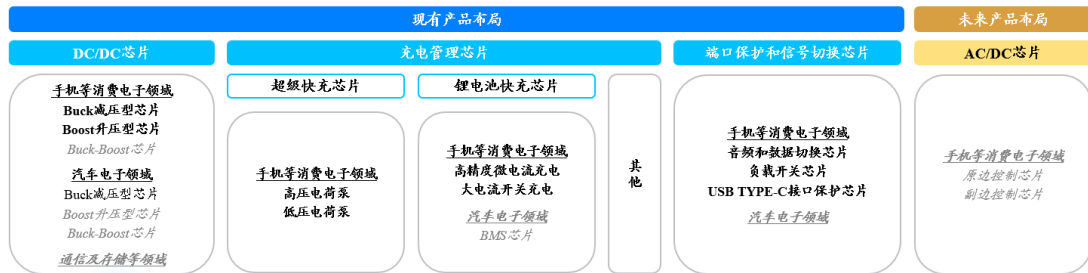 现有产品布局
未来产品布局
DC/DC芯片
充电管理芯片
端口保护和信号切换芯片
AC/DC芯片
手机等消费电子领域
Buck减压型芯片
Boost升压型芯片
Buck-Boost芯片
汽车电子领域
Buck减压型芯片
Boost升压型芯片
Buck-Boost芯片
通信及存储等领域
超级快充芯片
手机等消费电子领域
高压电荷泵
低压电荷泵
锂电池快充芯片
手机等消费电子领域
高精度微电流充电
大电流开关充电
汽车电子领域
BMS芯片
其
他
手机等消费电子领域
音频和数据切换芯片
负载开关芯片
USB TYPE-C接口保护芯片
汽车电子领域
手机等消费电子领域
原边控制芯片
副边控制芯片